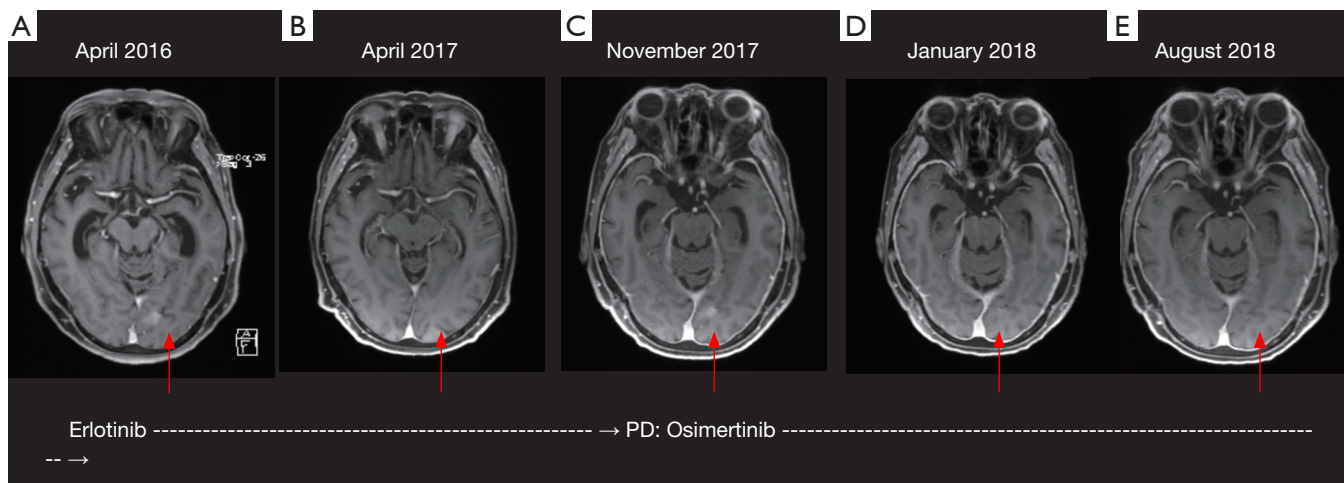 A
April 2016
B
April 2017
C
November 2017
D
January 2018
E
August 2018
A
F
Erlotinib ------------------------------------------------------ → PD: Osimertinib -----------------------------------------------------------------
-- →